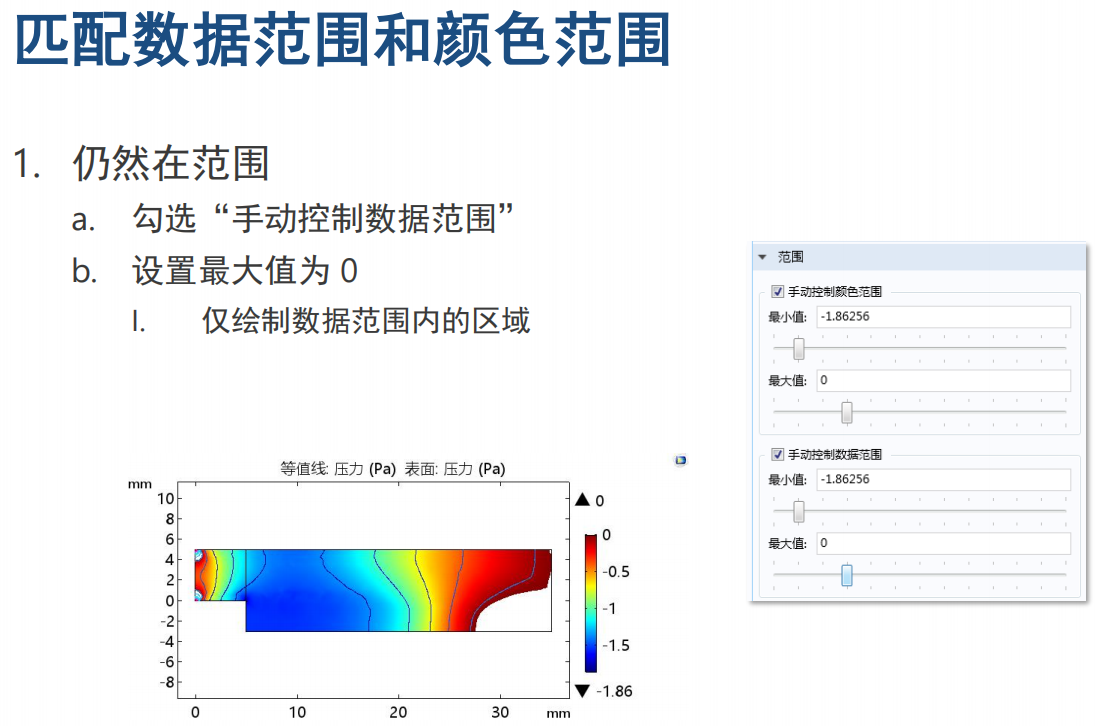 匹配数据范围和颜色范围
1. 仍然在范围
a. 勾选“手动控制数据范围”
b. 设置最大值为 0
I. 仅绘制数据范围内的区域
范围
手动控制颜色范围
最小值: -1.86256
最大值: 0
手动控制数据范围
最小值: -1.86256
最大值: 0
等值线: 压力 (Pa) 表面: 压力 (Pa)
mm
10
8
6
4
2
0
-2
-4
-6
-8
0 10 20 30 mm
▲ 0
0
-0.5
-1
-1.5
▼ -1.86